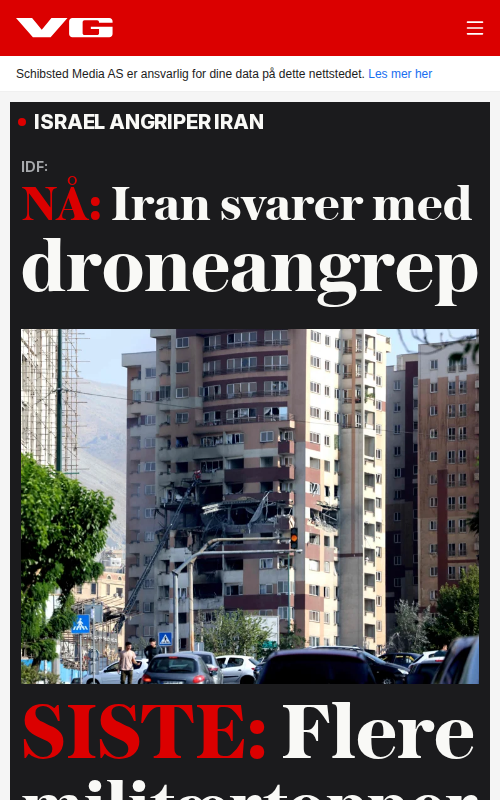 VG
Schibsted Media AS er ansvarlig for dine data på dette nettstedet. Les mer her
ISRAEL ANGRIPER IRAN
IDF:
NÅ: Iran svarer med
droneangrep
SISTE: Flere
militærtopper